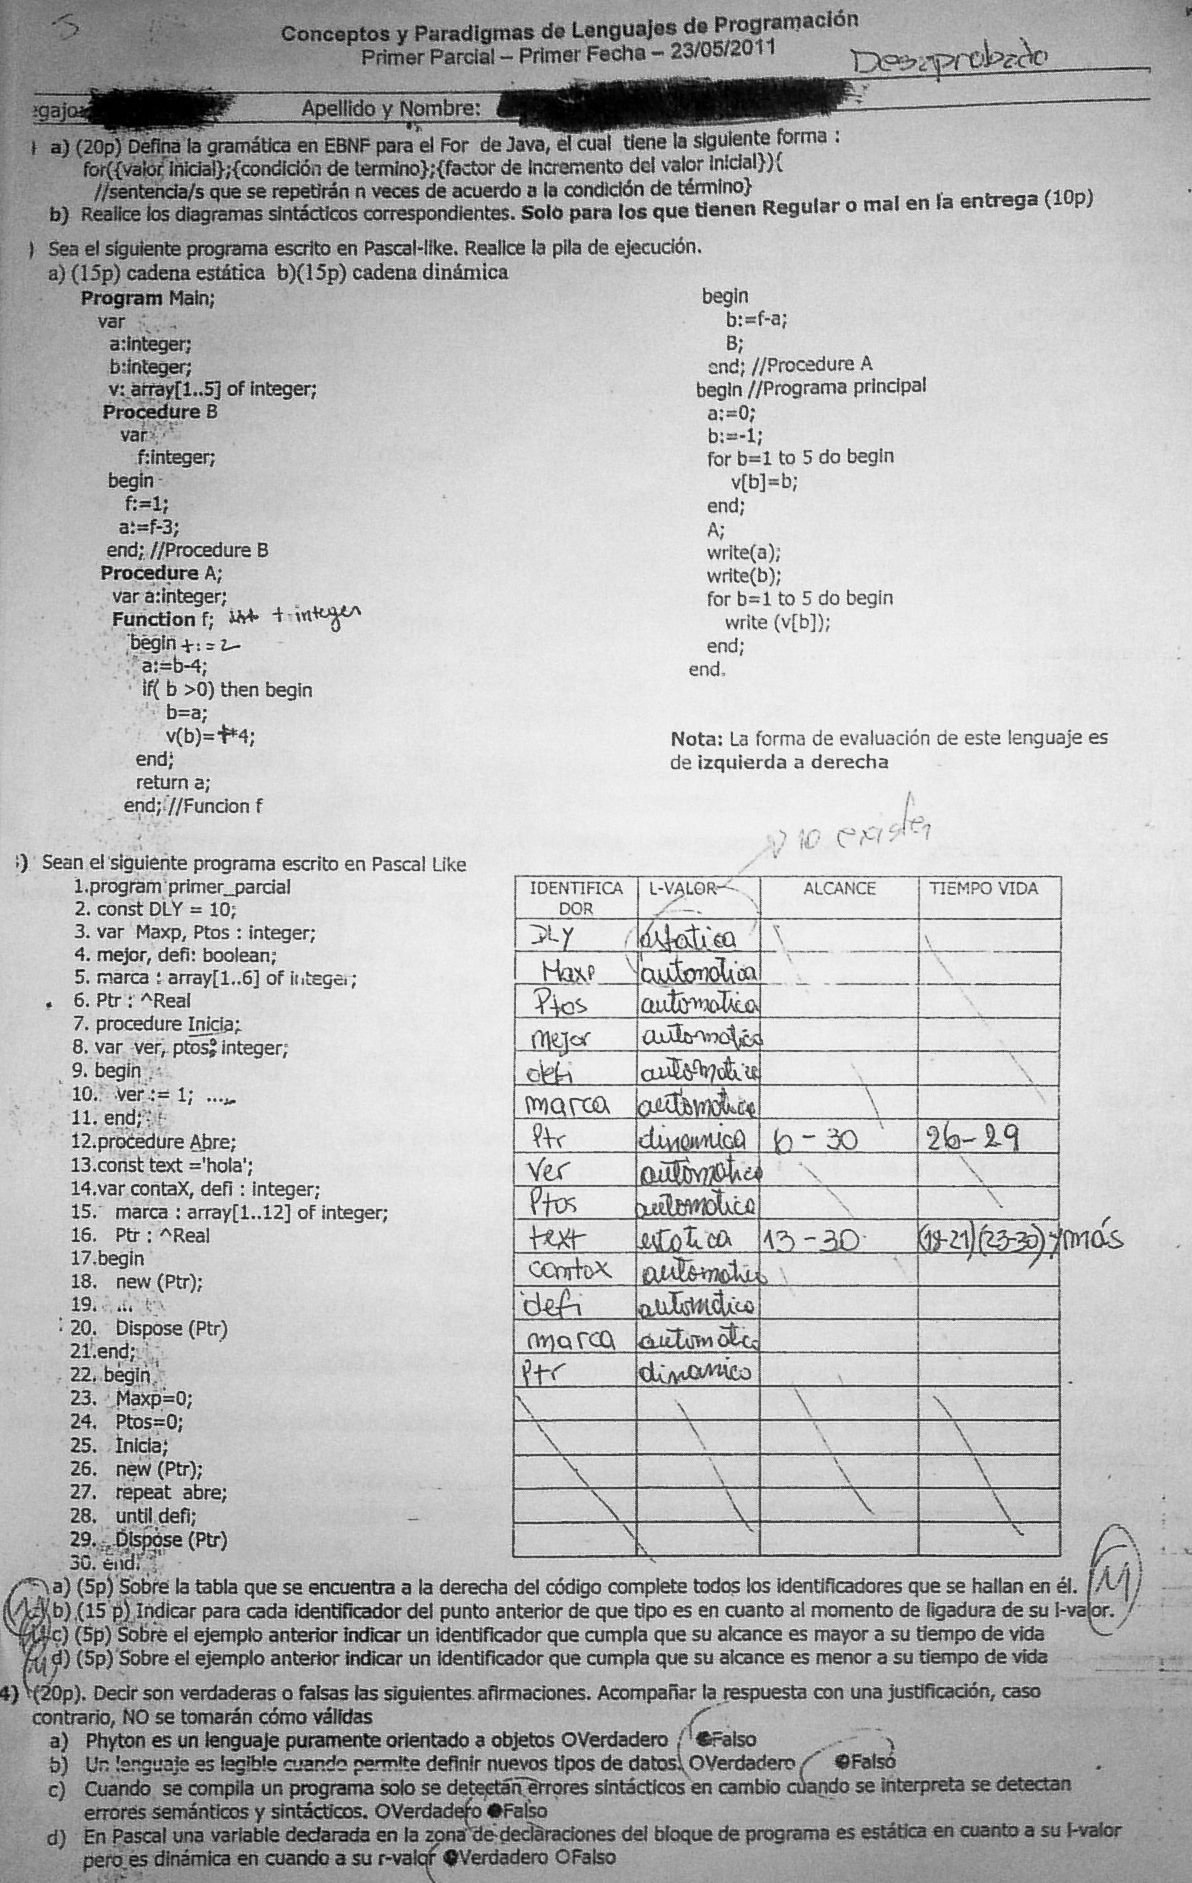 Conceptos y Paradigmas de Lenguajes de Programación
Primer Parcial – Primer Fecha – 23/05/2011
Desaprobado
egajo: Apellido y Nombre:
a) (20p) Defina la gramática en EBNF para el For de Java, el cual tiene la siguiente forma :
for({valor inicial};{condición de termino};{factor de incremento del valor inicial}){
//sentencia/s que se repetirán n veces de acuerdo a la condición de término}
b) Realice los diagramas sintácticos correspondientes. Solo para los que tienen Regular o mal en la entrega (10p)
) Sea el siguiente programa escrito en Pascal-like. Realice la pila de ejecución.
a) (15p) cadena estática b)(15p) cadena dinámica
Program Main;
var
a:integer;
b:integer;
v: array[1..5] of integer;
Procedure B
var
f:integer;
begin
f:=1;
a:=f-3;
end; //Procedure B
Procedure A;
var a:integer;
Function f; t:integer
begin t:=2
a:=b-4;
if( b >0) then begin
b=a;
v(b)=t*4;
end;
return a;
end; //Funcion f
begin
b:=f-a;
B;
end; //Procedure A
begin //Programa principal
a:=0;
b:=-1;
for b=1 to 5 do begin
v[b]=b;
end;
A;
write(a);
write(b);
for b=1 to 5 do begin
write (v[b]);
end;
end.
Nota: La forma de evaluación de este lenguaje es
de izquierda a derecha
no existen
) Sean el siguiente programa escrito en Pascal Like
1.program primer_parcial
2. const DLY = 10;
3. var Maxp, Ptos : integer;
4. mejor, defi: boolean;
5. marca : array[1..6] of integer;
6. Ptr : ^Real
7. procedure Inicia;
8. var ver, ptos: integer;
9. begin
10. ver := 1; ....
11. end;
12.procedure Abre;
13.const text ='hola';
14.var contaX, defi : integer;
15. marca : array[1..12] of integer;
16. Ptr : ^Real
17.begin
18. new (Ptr);
19. ...
20. Dispose (Ptr)
21.end;
22. begin
23. Maxp=0;
24. Ptos=0;
25. Inicia;
26. new (Ptr);
27. repeat abre;
28. until defi;
29. Dispose (Ptr)
30. end.
IDENTIFICA L-VALOR ALCANCE TIEMPO VIDA
DOR
DLY estatica
Maxp automatica
Ptos automatica
mejor automatica
defi automatica
marca automatica
Ptr dinamica 6-30 26-29
Ver automatica
Ptos automatica
text estatica 13-30 (18-21)(23-30) y más
contax automatica
defi automatico
marca automatica
Ptr dinamico
a) (5p) Sobre la tabla que se encuentra a la derecha del código complete todos los identificadores que se hallan en él. M
b) (15 p) Indicar para cada identificador del punto anterior de que tipo es en cuanto al momento de ligadura de su l-valor.
c) (5p) Sobre el ejemplo anterior indicar un identificador que cumpla que su alcance es mayor a su tiempo de vida
d) (5p) Sobre el ejemplo anterior indicar un identificador que cumpla que su alcance es menor a su tiempo de vida
4) (20p). Decir son verdaderas o falsas las siguientes afirmaciones. Acompañar la respuesta con una justificación, caso
contrario, NO se tomarán cómo válidas
a) Phyton es un lenguaje puramente orientado a objetos OVerdadero OFalso
b) Un lenguaje es legible cuando permite definir nuevos tipos de datos. OVerdadero OFalso
c) Cuando se compila un programa solo se detectan errores sintácticos en cambio cuando se interpreta se detectan
errores semánticos y sintácticos. OVerdadero OFalso
d) En Pascal una variable declarada en la zona de declaraciones del bloque de programa es estática en cuanto a su l-valor
pero es dinámica en cuando a su r-valor OVerdadero OFalso